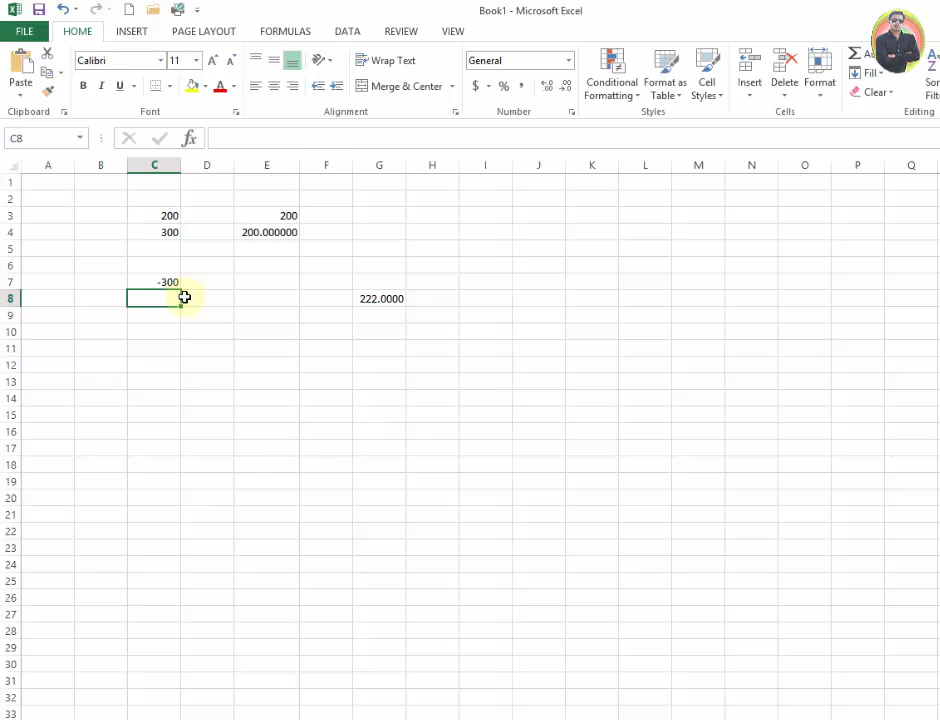 Book1 - Microsoft Excel
FILE HOME INSERT PAGE LAYOUT FORMULAS DATA REVIEW VIEW
Paste
Clipboard
Calibri 11
B I U A
Font
Wrap Text
Merge & Center
Alignment
General
$ % ,
Number
Conditional Formatting
Format as Table
Cell Styles
Styles
Insert Delete Format
Cells
Fill
Clear
Editing
C8 fx
A B C D E F G H I J K L M N O P Q
1
2
3 200 200
4 300 200.000000
5
6
7 -300
8 222.0000
9
10
11
12
13
14
15
16
17
18
19
20
21
22
23
24
25
26
27
28
29
30
31
32
33